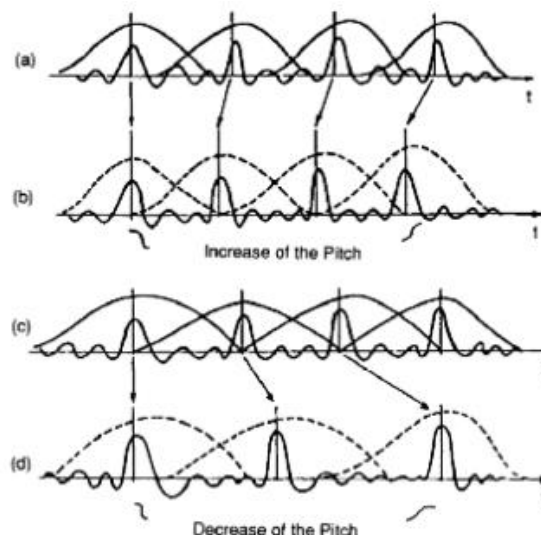 (a)
t
(b)
t
Increase of the Pitch
(c)
(d)
Decrease of the Pitch